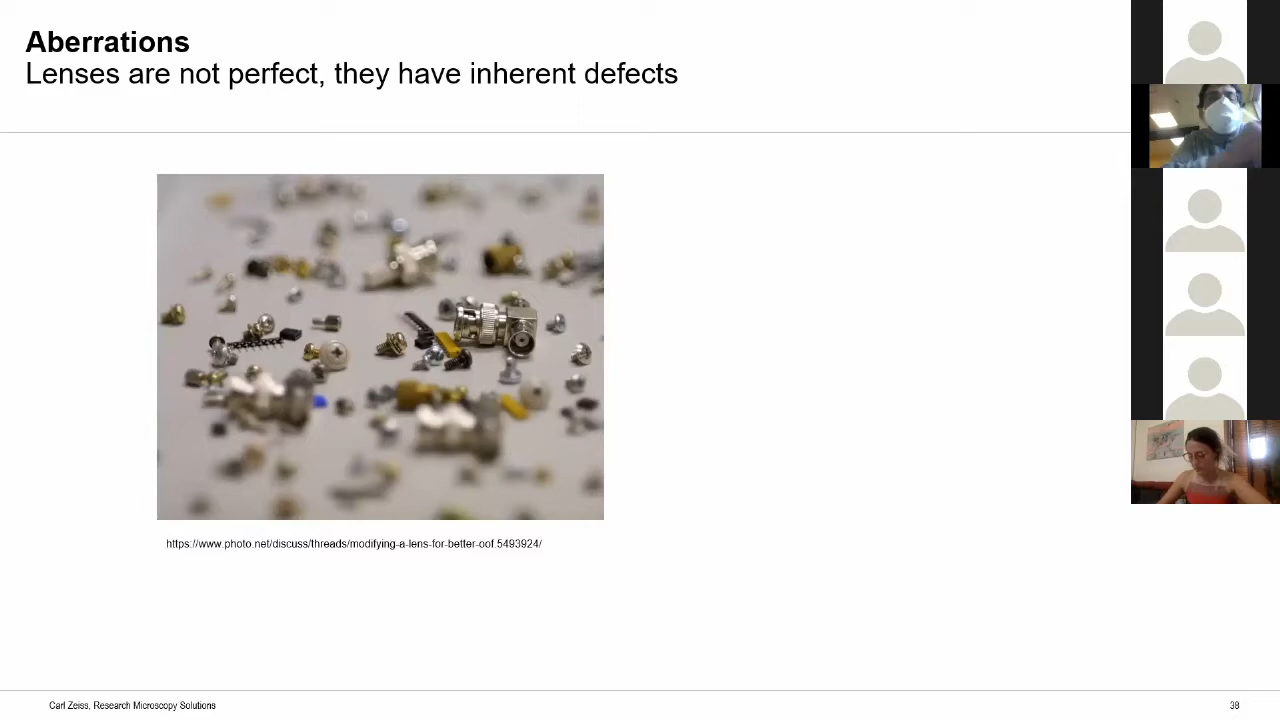 Aberrations
Lenses are not perfect, they have inherent defects
https://www.photo.net/discuss/threads/modifying-a-lens-for-better-oof.5493924/
Carl Zeiss, Research Microscopy Solutions
38